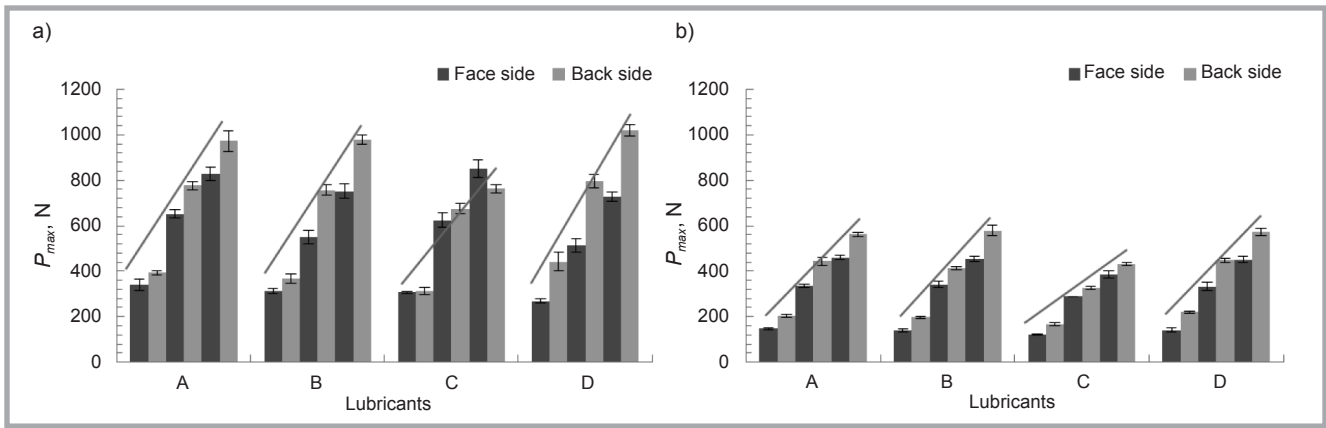 a)
Face side Back side
1200
1000
800
600
400
200
0
P_max, N
A B C D
Lubricants
b)
Face side Back side
1200
1000
800
600
400
200
0
P_max, N
A B C D
Lubricants